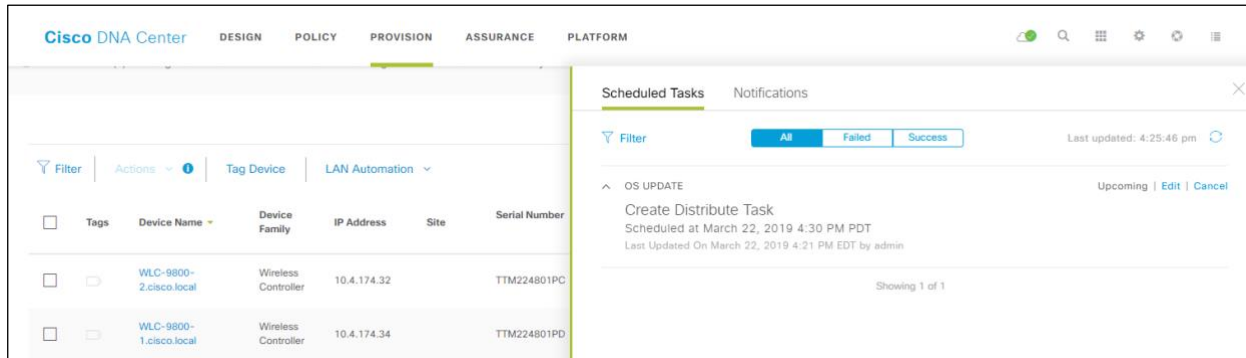 Cisco DNA Center DESIGN POLICY PROVISION ASSURANCE PLATFORM
Scheduled Tasks Notifications
Filter All Failed Success Last updated: 4:25:46 pm
Filter Actions Tag Device LAN Automation
OS UPDATE Upcoming | Edit | Cancel
Create Distribute Task
Scheduled at March 22, 2019 4:30 PM PDT
Last Updated On March 22, 2019 4:21 PM EDT by admin
Showing 1 of 1
Tags Device Name Device Family IP Address Site Serial Number
WLC-9800-2.cisco.local Wireless Controller 10.4.174.32 TTM224801PC
WLC-9800-1.cisco.local Wireless Controller 10.4.174.34 TTM224801PD